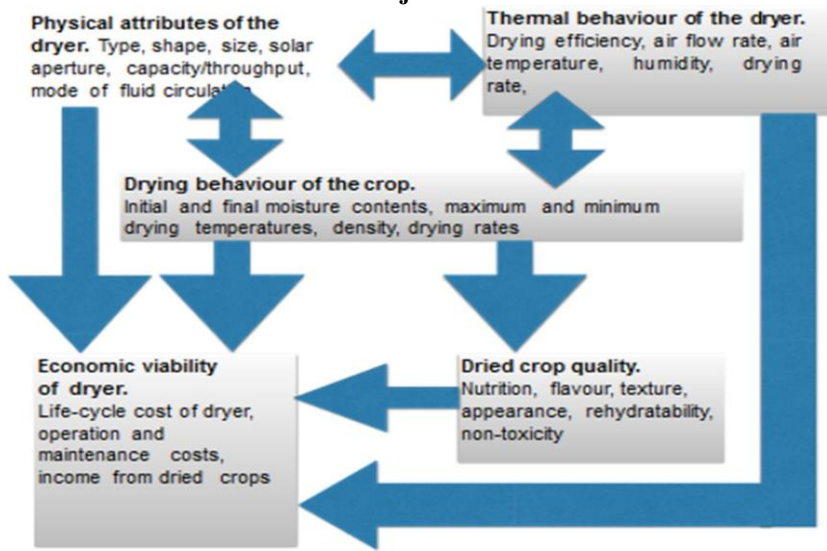 Physical attributes of the
dryer. Type, shape, size, solar
aperture, capacity/throughput,
mode of fluid
Thermal behaviour of the dryer.
Drying efficiency, air flow rate, air
temperature, humidity, drying
rate,
Drying behaviour of the crop.
Initial and final moisture contents, maximum and minimum
drying temperatures, density, drying rates
Economic viability
of dryer.
Life-cycle cost of dryer,
operation and
maintenance costs,
income from dried crops
Dried crop quality.
Nutrition, flavour, texture,
appearance, rehydratability,
non-toxicity